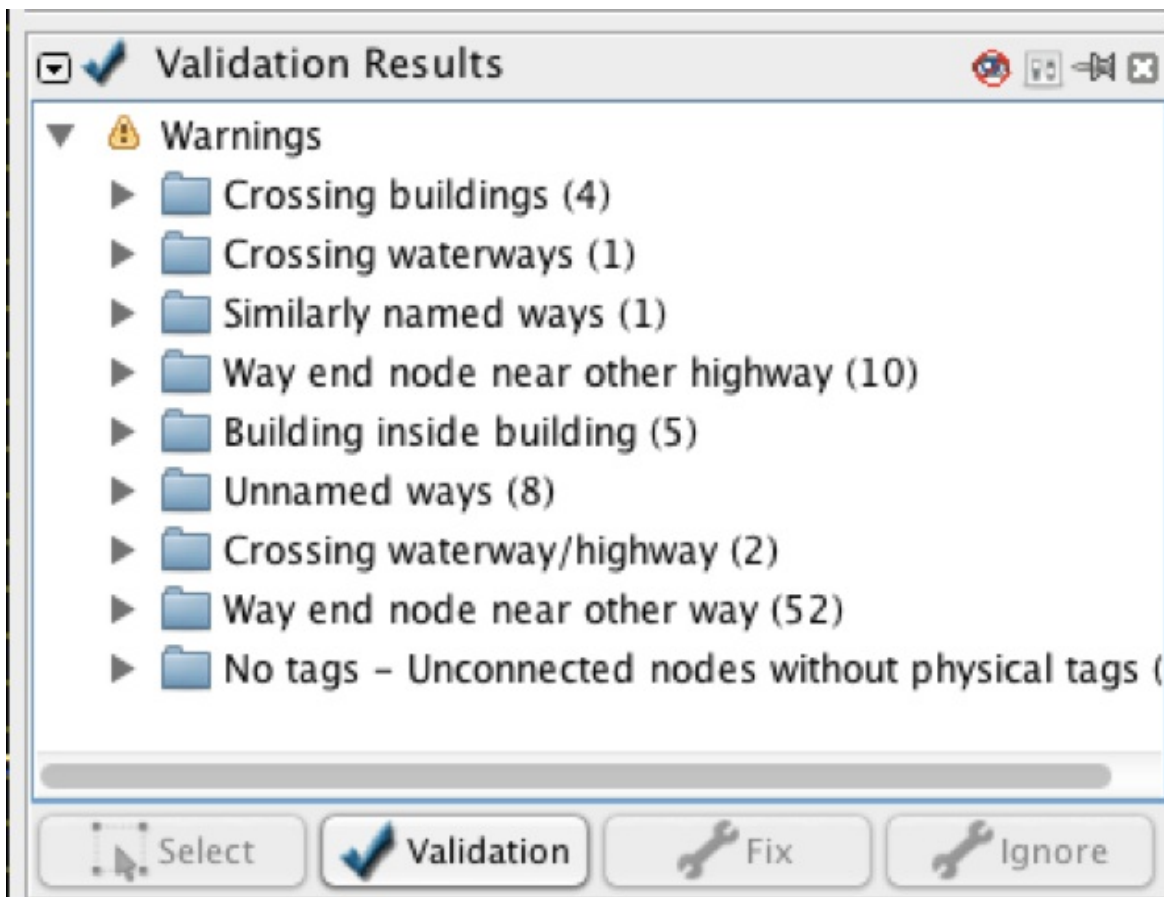 Validation Results
Warnings
Crossing buildings (4)
Crossing waterways (1)
Similarly named ways (1)
Way end node near other highway (10)
Building inside building (5)
Unnamed ways (8)
Crossing waterway/highway (2)
Way end node near other way (52)
No tags – Unconnected nodes without physical tags (
Select Validation Fix Ignore